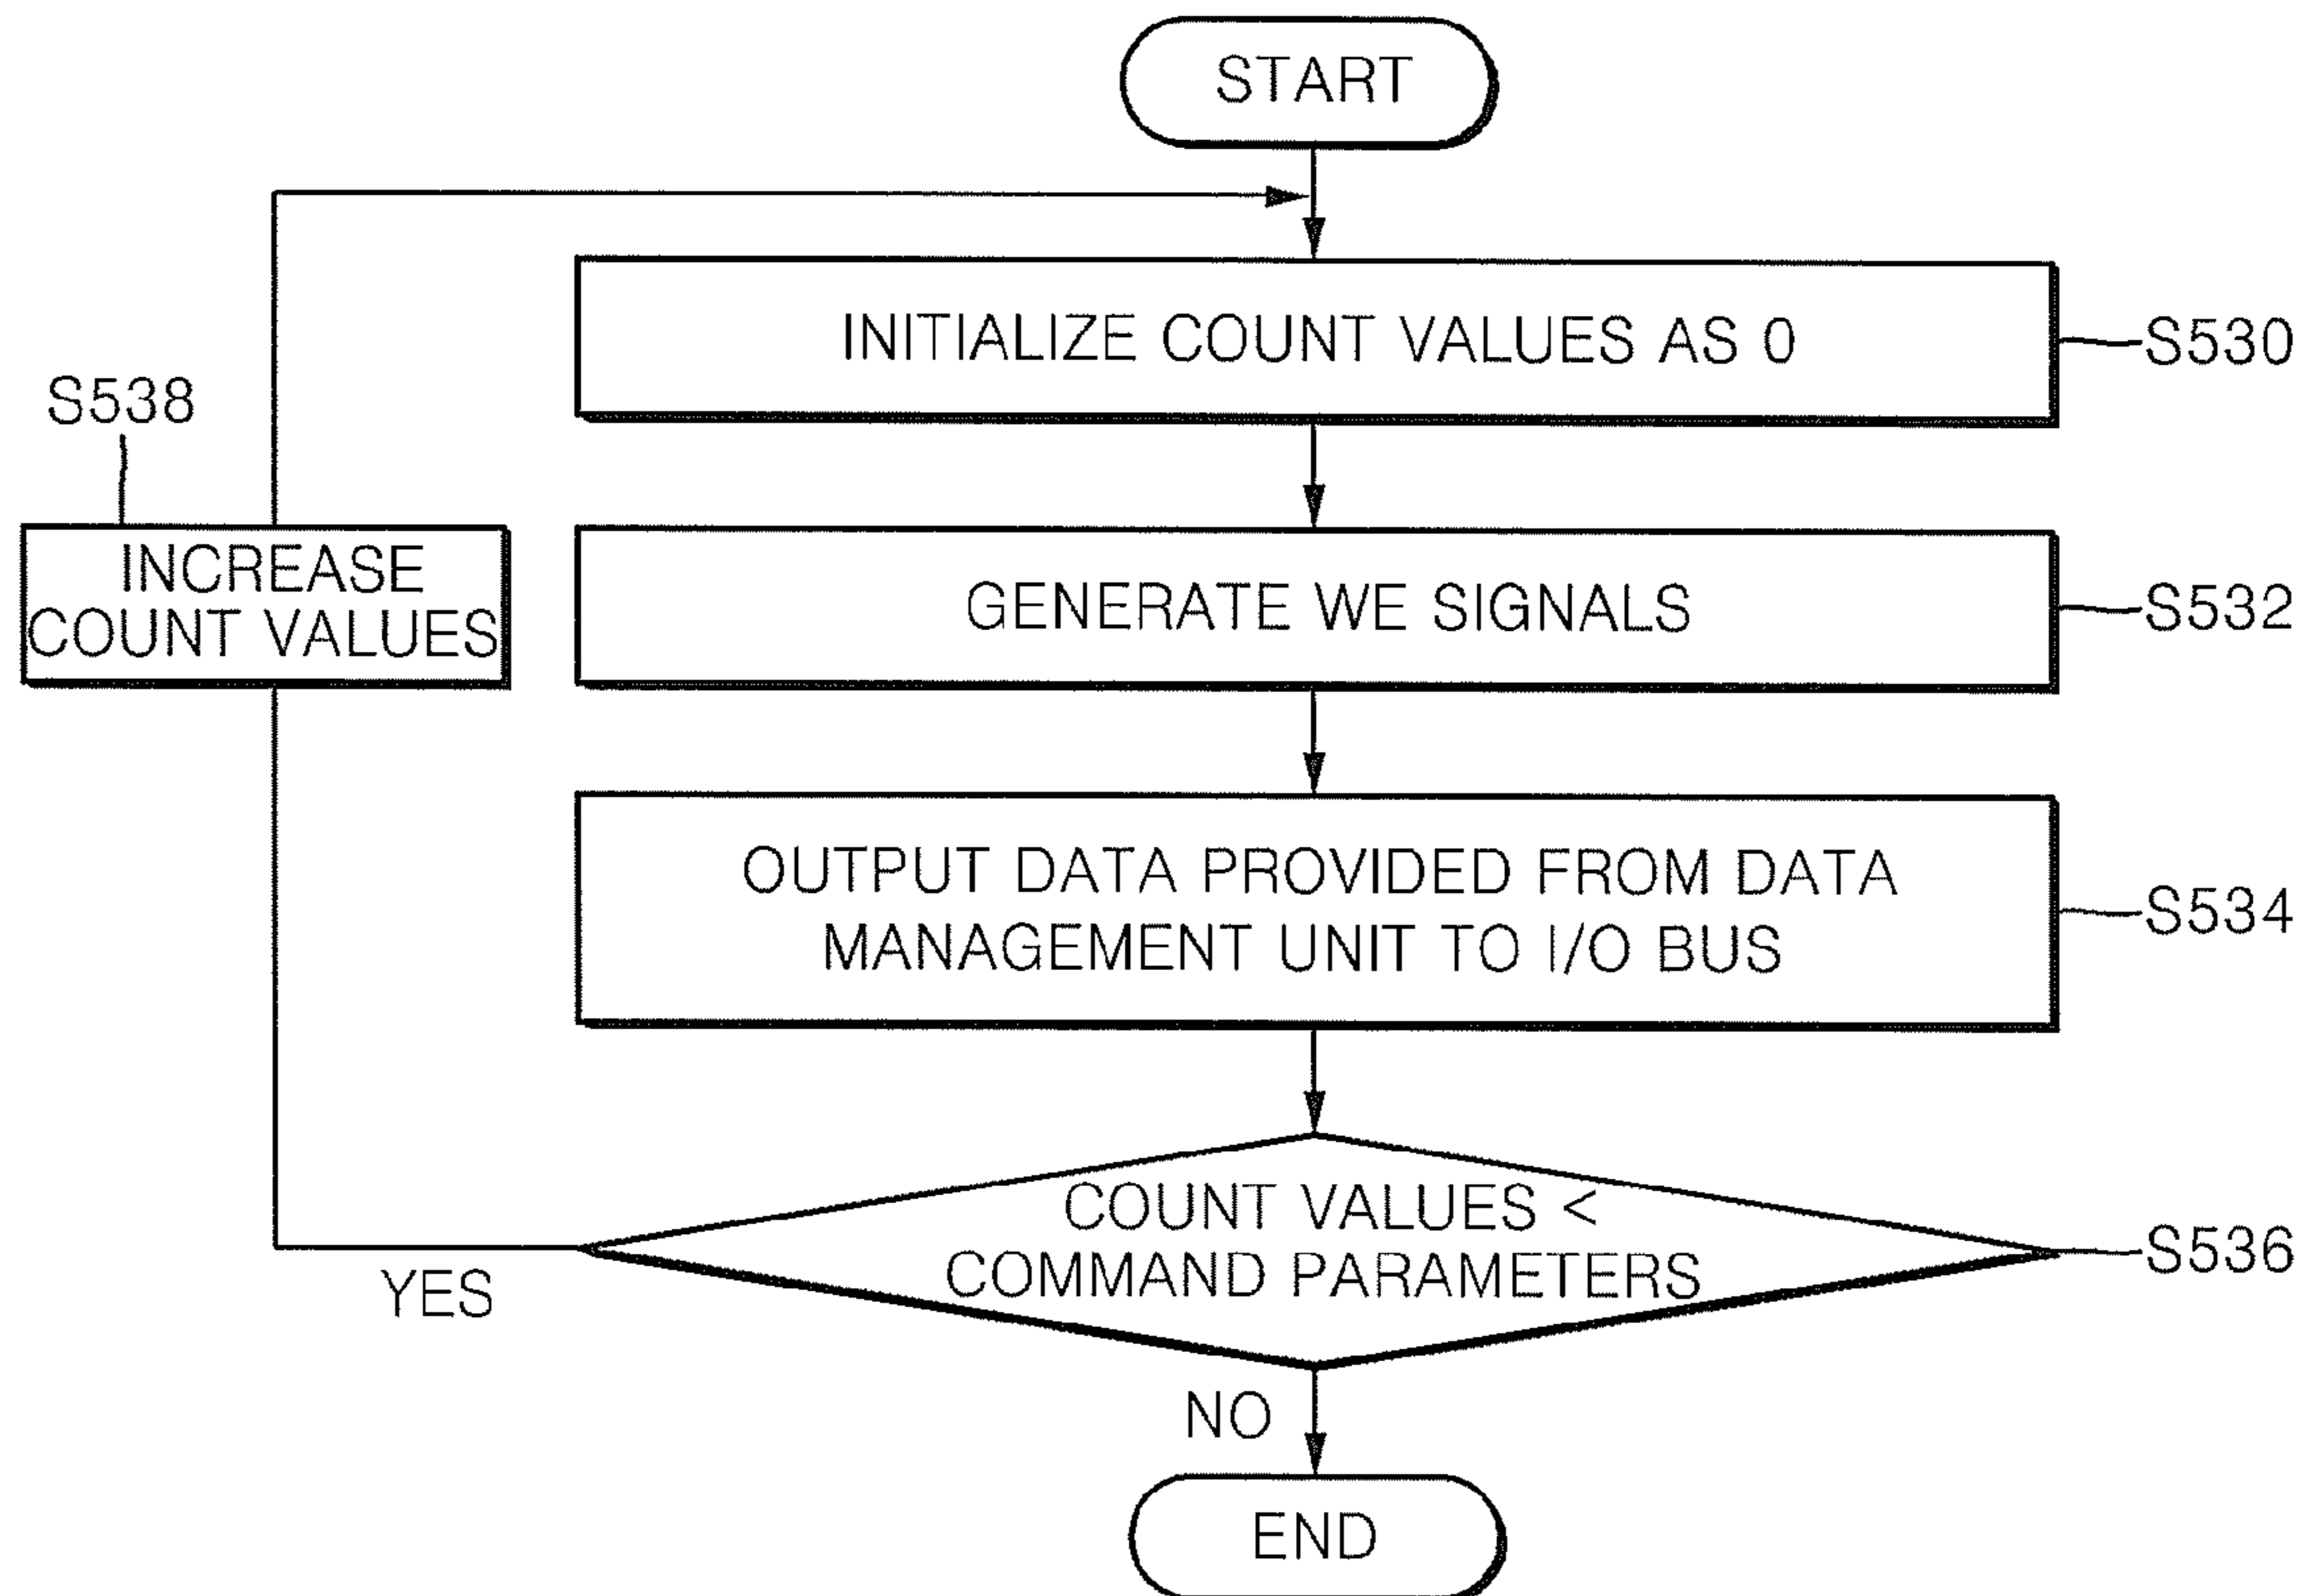 START
INITIALIZE COUNT VALUES AS 0
S530
S538
INCREASE
COUNT VALUES
GENERATE WE SIGNALS
S532
OUTPUT DATA PROVIDED FROM DATA
MANAGEMENT UNIT TO I/O BUS
S534
COUNT VALUES <
COMMAND PARAMETERS
S536
YES
NO
END